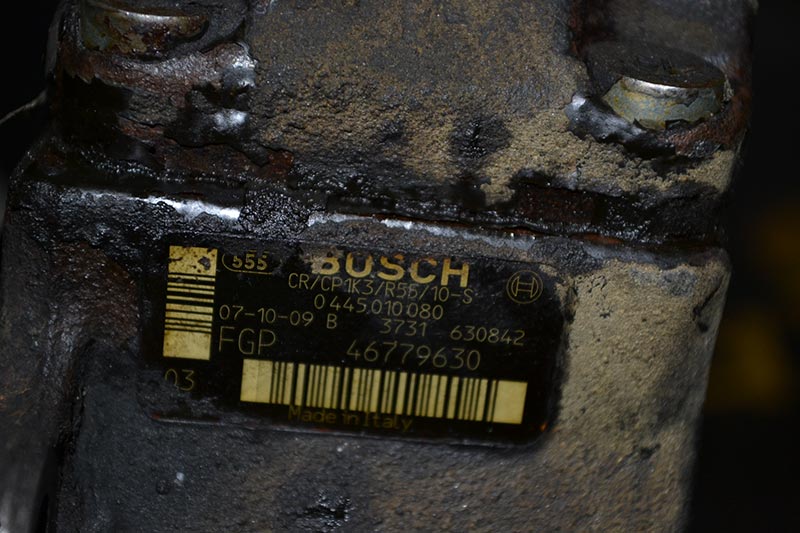 555 BOSCH
CR/CP1K3/R55/10-S
0 445 010 080
07-10-09 B 3731 630842
FGP 46779630
03
Made in Italy